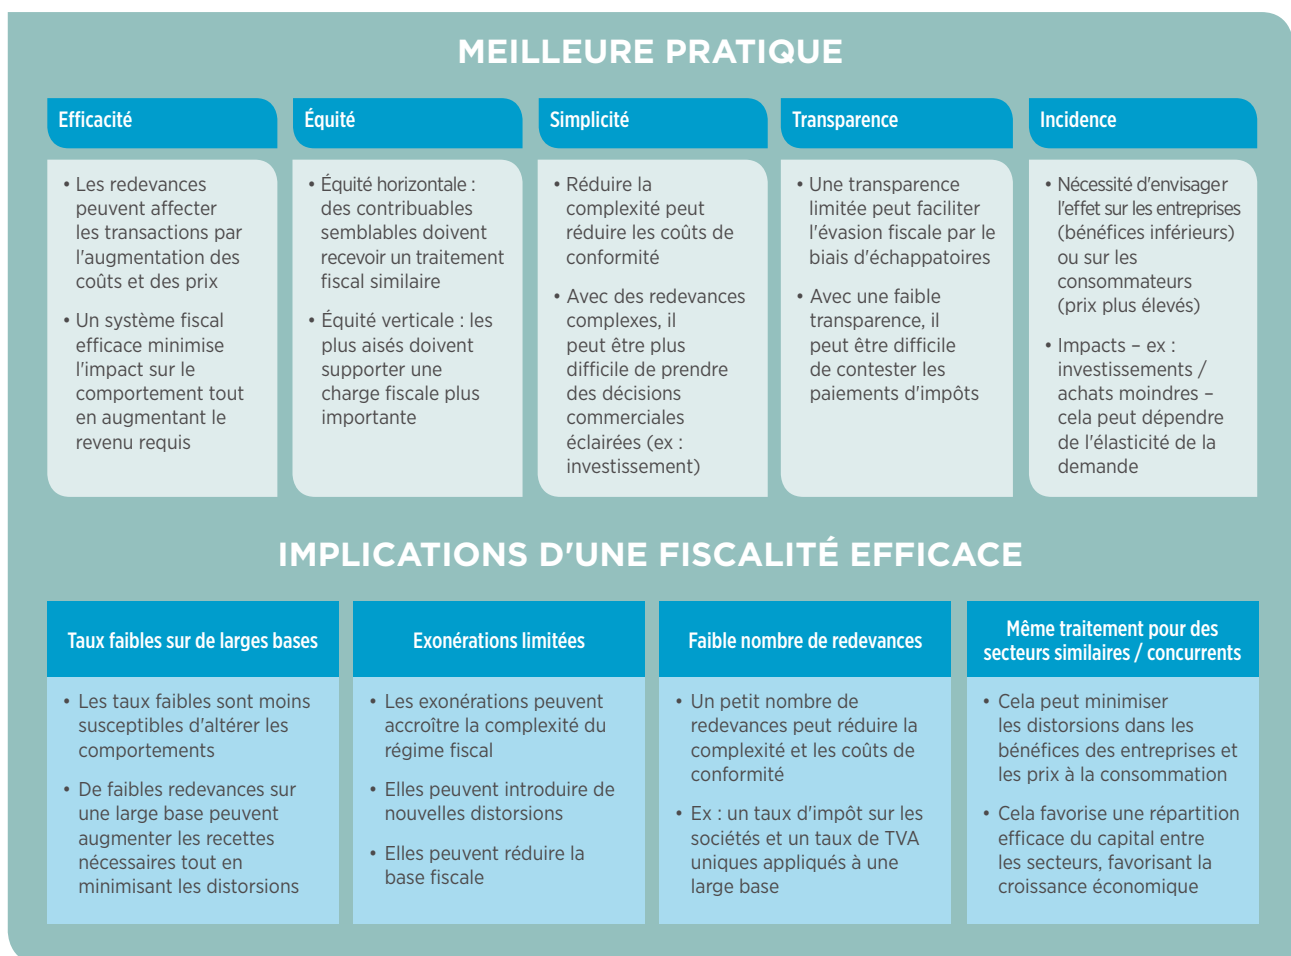 MEILLEURE PRATIQUE
Efficacité
• Les redevances
peuvent affecter
les transactions par
l'augmentation des
coûts et des prix
• Un système fiscal
efficace minimise
l'impact sur le
comportement tout
en augmentant le
revenu requis
Équité
• Équité horizontale :
des contribuables
semblables doivent
recevoir un traitement
fiscal similaire
• Équité verticale : les
plus aisés doivent
supporter une
charge fiscale plus
importante
Simplicité
• Réduire la
complexité peut
réduire les coûts de
conformité
• Avec des redevances
complexes, il
peut être plus
difficile de prendre
des décisions
commerciales
éclairées (ex :
investissement)
Transparence
• Une transparence
limitée peut faciliter
l'évasion fiscale par le
biais d'échappatoires
• Avec une faible
transparence, il
peut être difficile
de contester les
paiements d'impôts
Incidence
• Nécessité d'envisager
l'effet sur les entreprises
(bénéfices inférieurs)
ou sur les
consommateurs
(prix plus élevés)
• Impacts – ex :
investissements /
achats moindres –
cela peut dépendre
de l'élasticité de la
demande
IMPLICATIONS D'UNE FISCALITÉ EFFICACE
Taux faibles sur de larges bases
• Les taux faibles sont moins
susceptibles d'altérer les
comportements
• De faibles redevances sur
une large base peuvent
augmenter les recettes
nécessaires tout en
minimisant les distorsions
Exonérations limitées
• Les exonérations peuvent
accroître la complexité du
régime fiscal
• Elles peuvent introduire de
nouvelles distorsions
• Elles peuvent réduire la
base fiscale
Faible nombre de redevances
• Un petit nombre de
redevances peut réduire la
complexité et les coûts de
conformité
• Ex : un taux d'impôt sur les
sociétés et un taux de TVA
uniques appliqués à une
large base
Même traitement pour des
secteurs similaires / concurrents
• Cela peut minimiser
les distorsions dans les
bénéfices des entreprises et
les prix à la consommation
• Cela favorise une répartition
efficace du capital entre
les secteurs, favorisant la
croissance économique